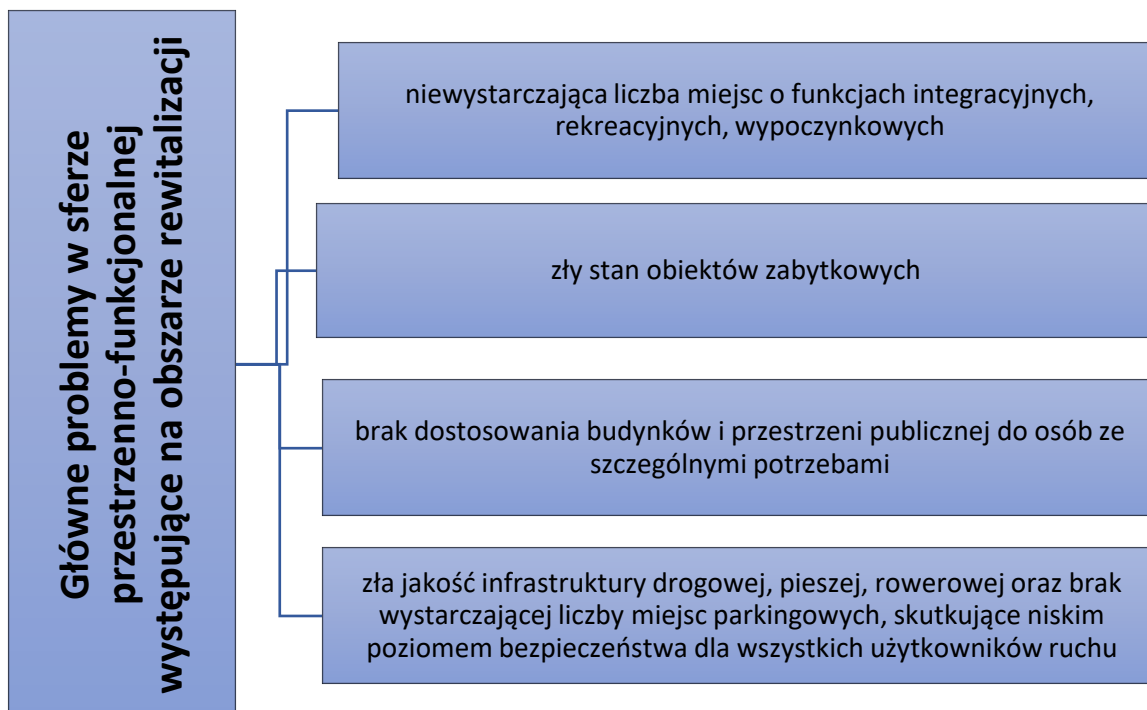 Główne problemy w sferze
przestrzenno-funkcjonalnej
występujące na obszarze rewitalizacji
niewystarczająca liczba miejsc o funkcjach integracyjnych,
rekreacyjnych, wypoczynkowych
zły stan obiektów zabytkowych
brak dostosowania budynków i przestrzeni publicznej do osób ze
szczególnymi potrzebami
zła jakość infrastruktury drogowej, pieszej, rowerowej oraz brak
wystarczającej liczby miejsc parkingowych, skutkujące niskim
poziomem bezpieczeństwa dla wszystkich użytkowników ruchu